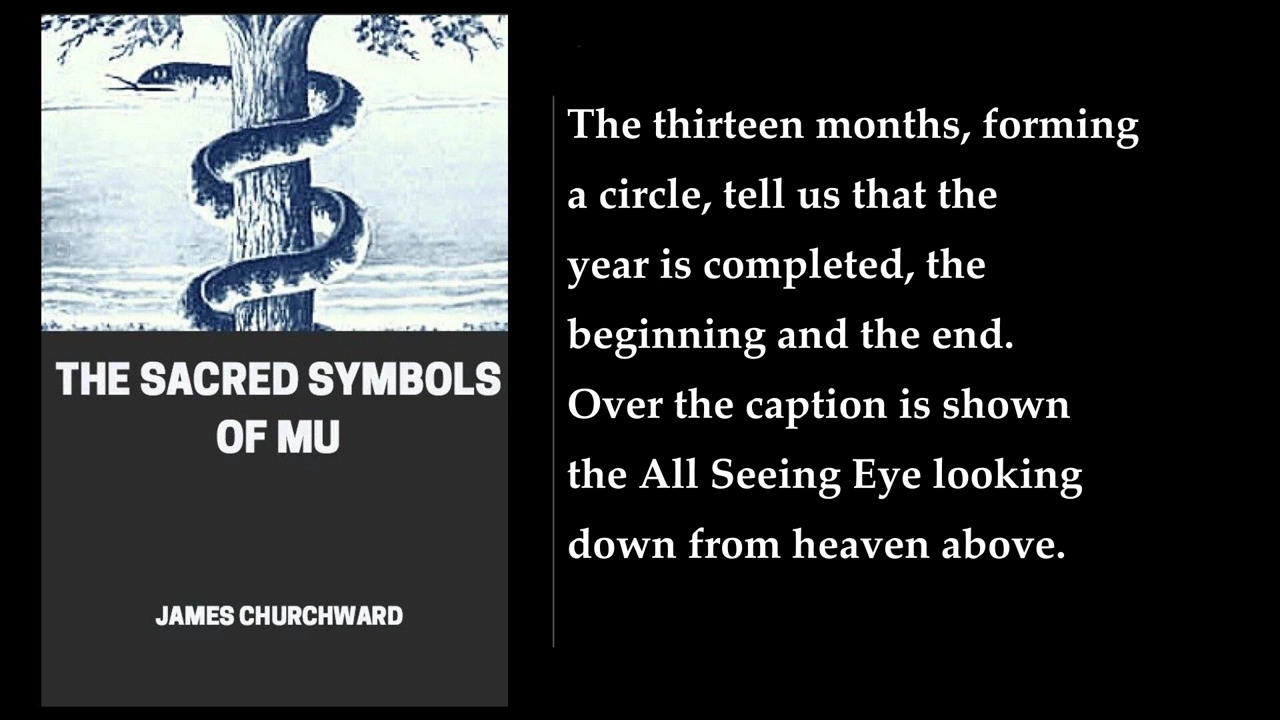 THE SACRED SYMBOLS
OF MU
JAMES CHURCHWARD
The thirteen months, forming
a circle, tell us that the
year is completed, the
beginning and the end.
Over the caption is shown
the All Seeing Eye looking
down from heaven above.